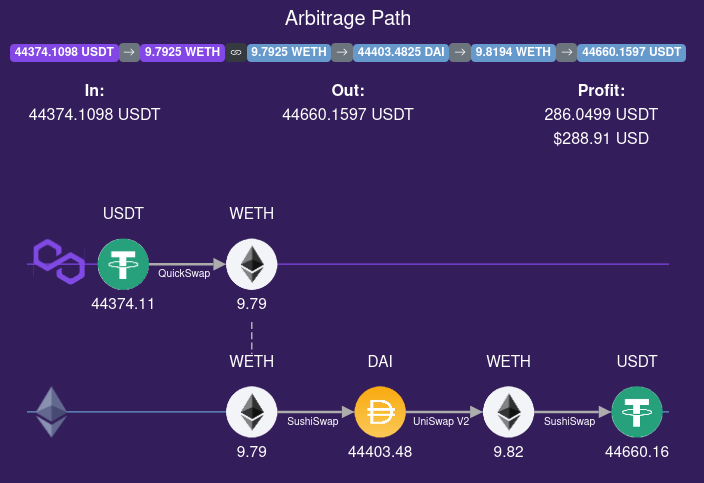 Arbitrage Path
44374.1098 USDT → 9.7925 WETH 9.7925 WETH → 44403.4825 DAI → 9.8194 WETH → 44660.1597 USDT
In: Out: Profit:
44374.1098 USDT 44660.1597 USDT 286.0499 USDT
$288.91 USD
USDT WETH
QuickSwap
44374.11 9.79
WETH DAI WETH USDT
SushiSwap UniSwap V2 SushiSwap
9.79 44403.48 9.82 44660.16